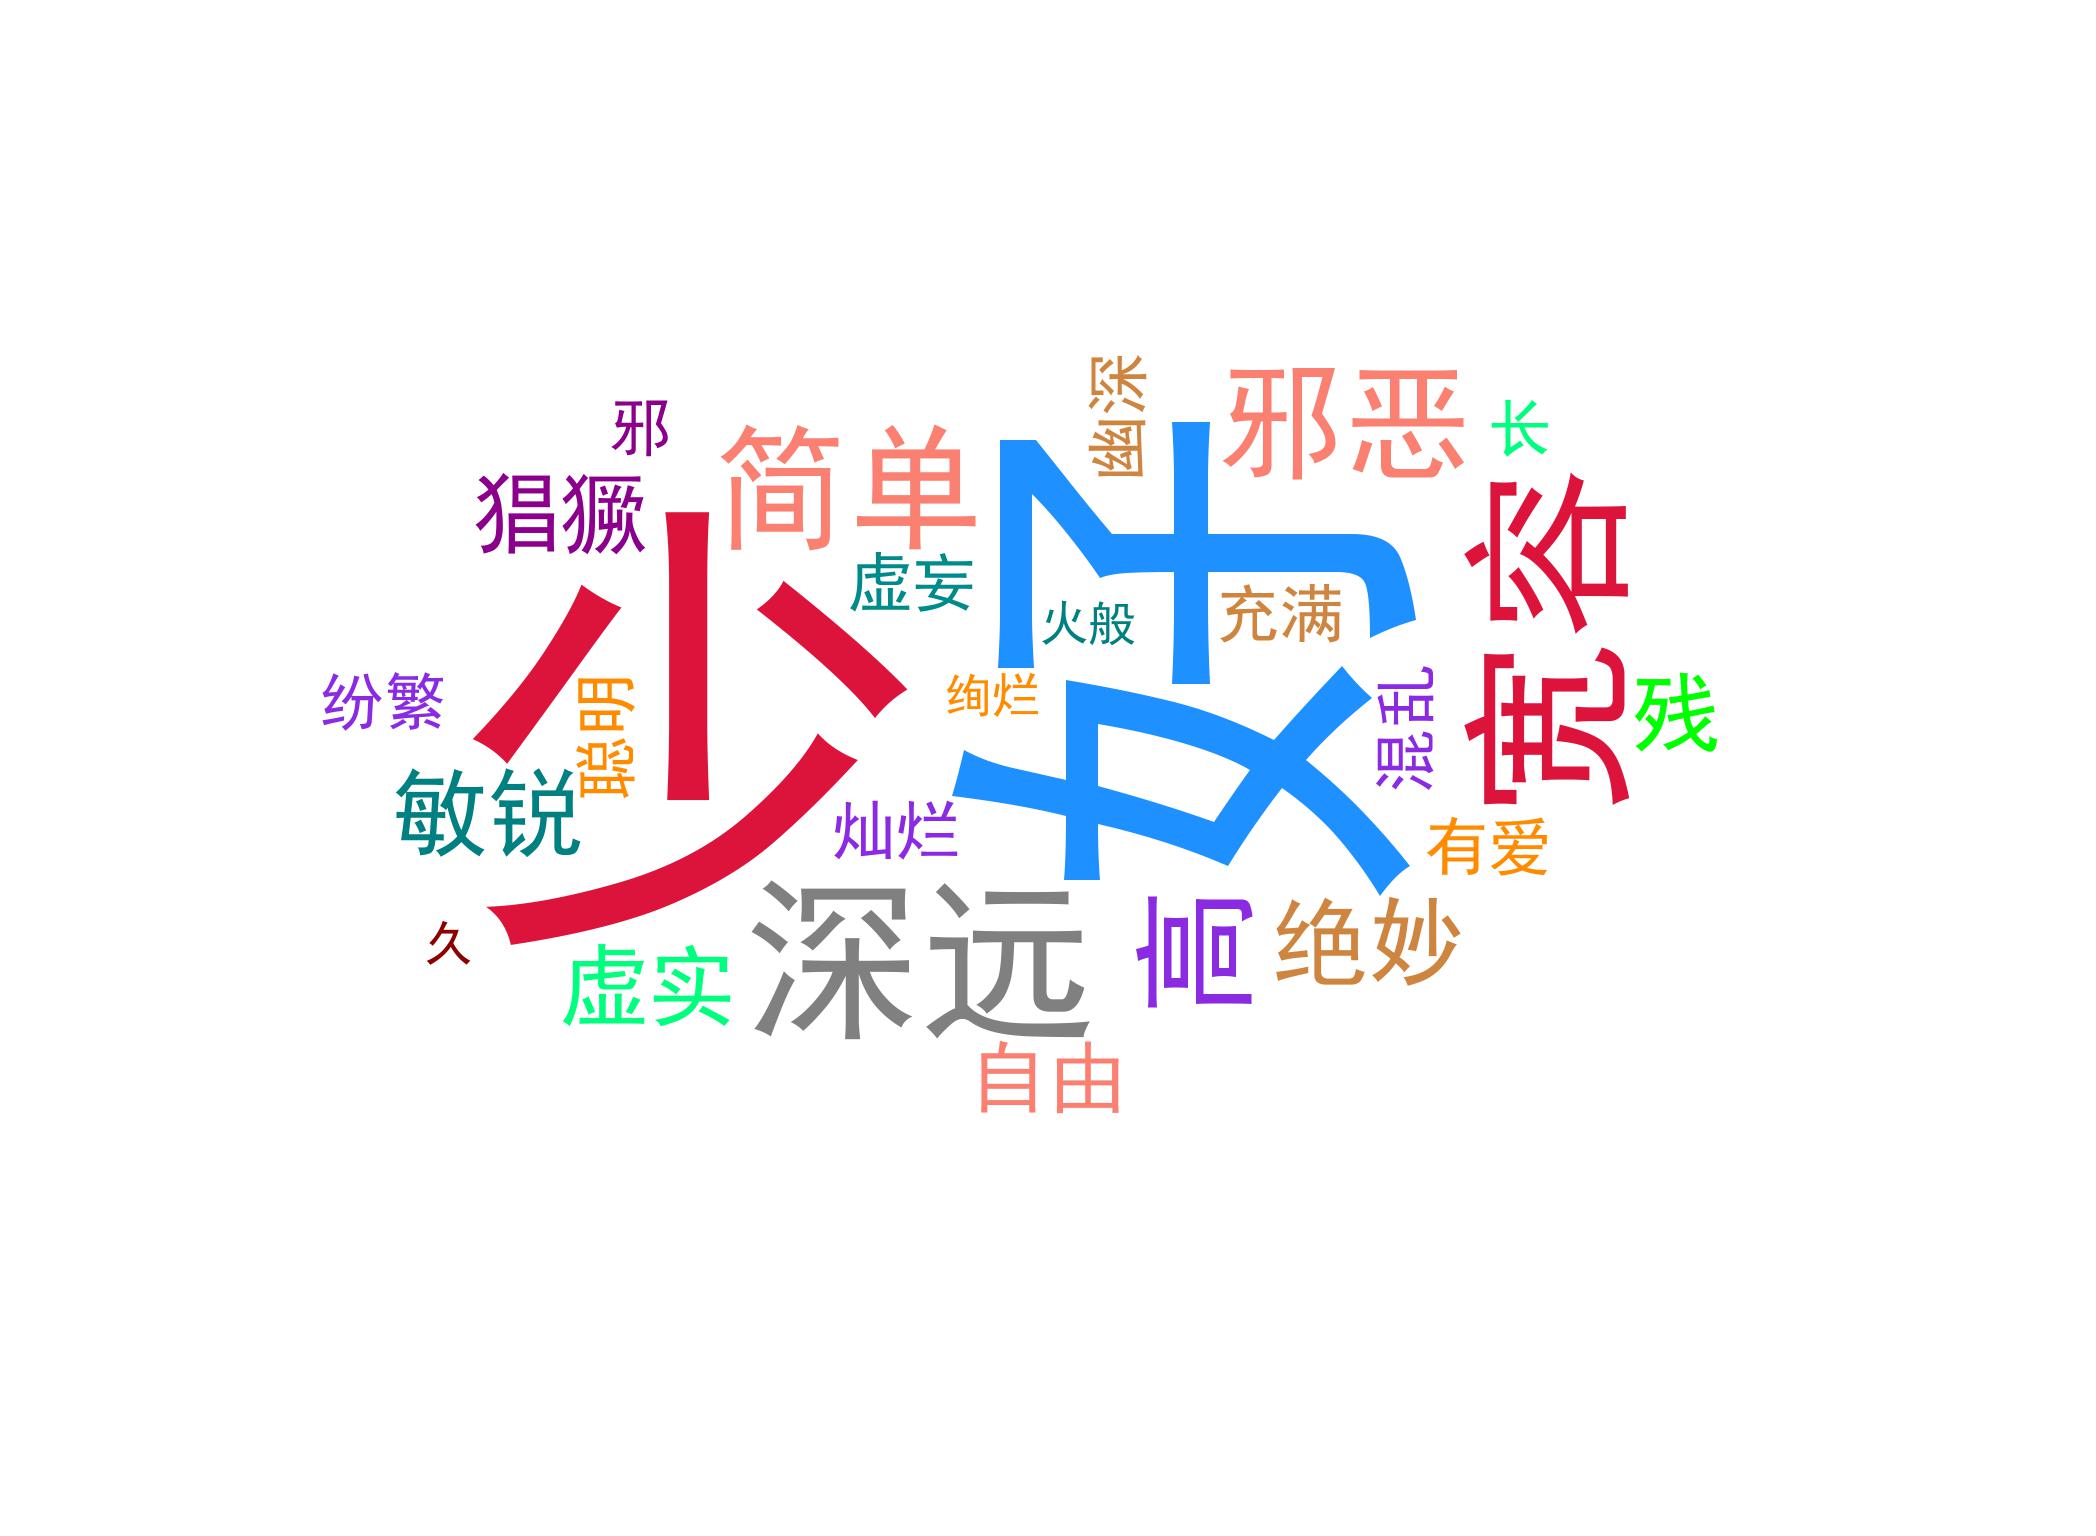 少
好
深远
宽容
简单
邪恶
高
绝妙
敏锐
猖獗
虚实
残
自由
虚妄
幽深
充满
混乱
有爱
灿烂
聪明
纷繁
邪
长
火般
绚烂
久